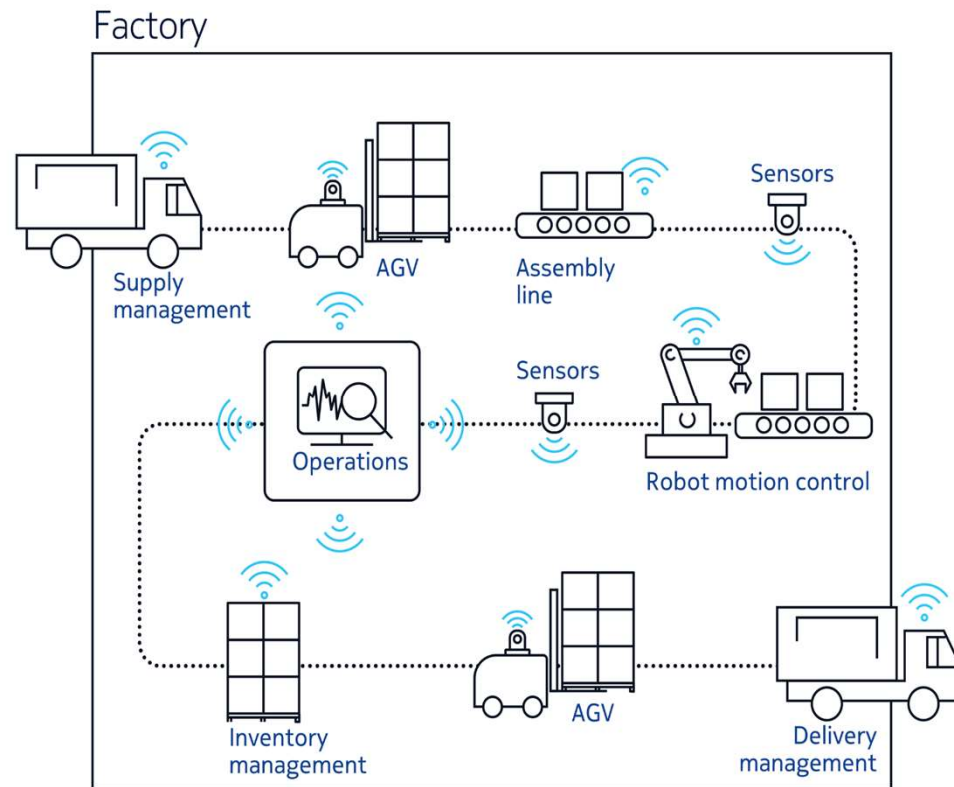 Factory
Sensors
AGV
Assembly
line
Supply
management
Sensors
Operations
Robot motion control
AGV
Inventory
management
Delivery
management